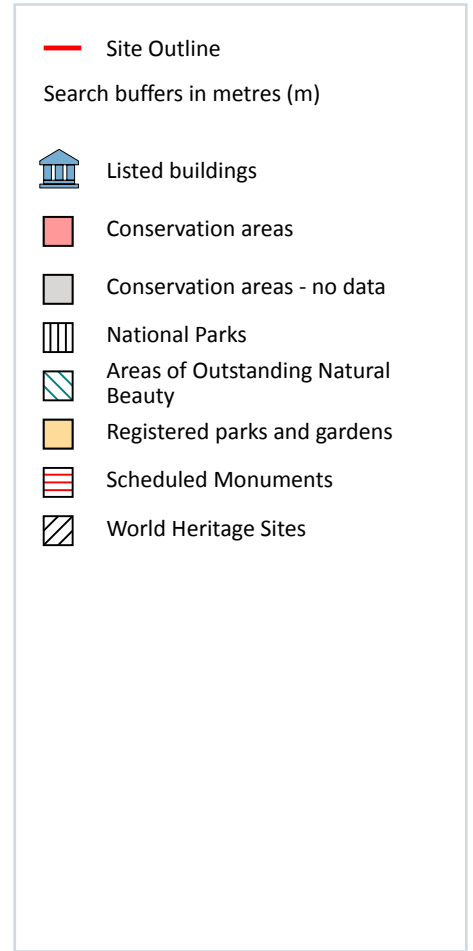 Site Outline
Search buffers in metres (m)
Listed buildings
Conservation areas
Conservation areas - no data
National Parks
Areas of Outstanding Natural
Beauty
Registered parks and gardens
Scheduled Monuments
World Heritage Sites